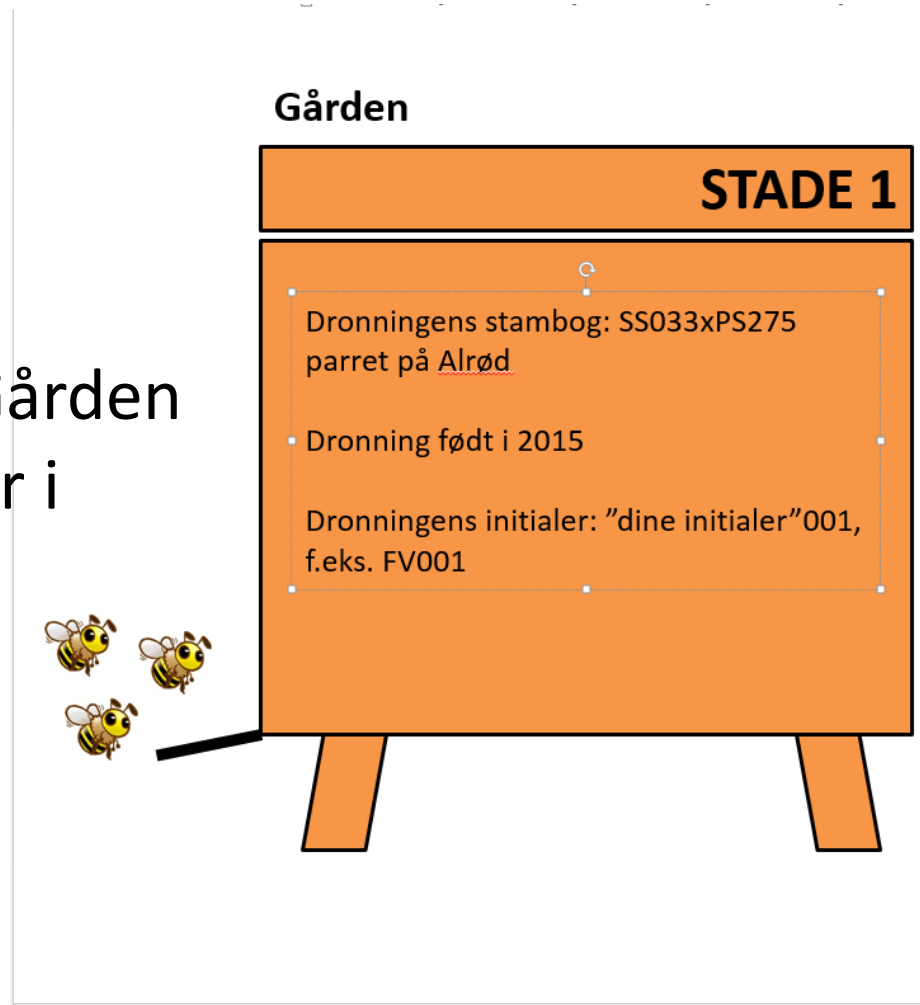 Gården
STADE 1
Dronningens stambog: SS033xPS275
parret på Alrød
Dronning født i 2015
Dronningens initialer: ”dine initialer”001,
f.eks. FV001
ården
r i